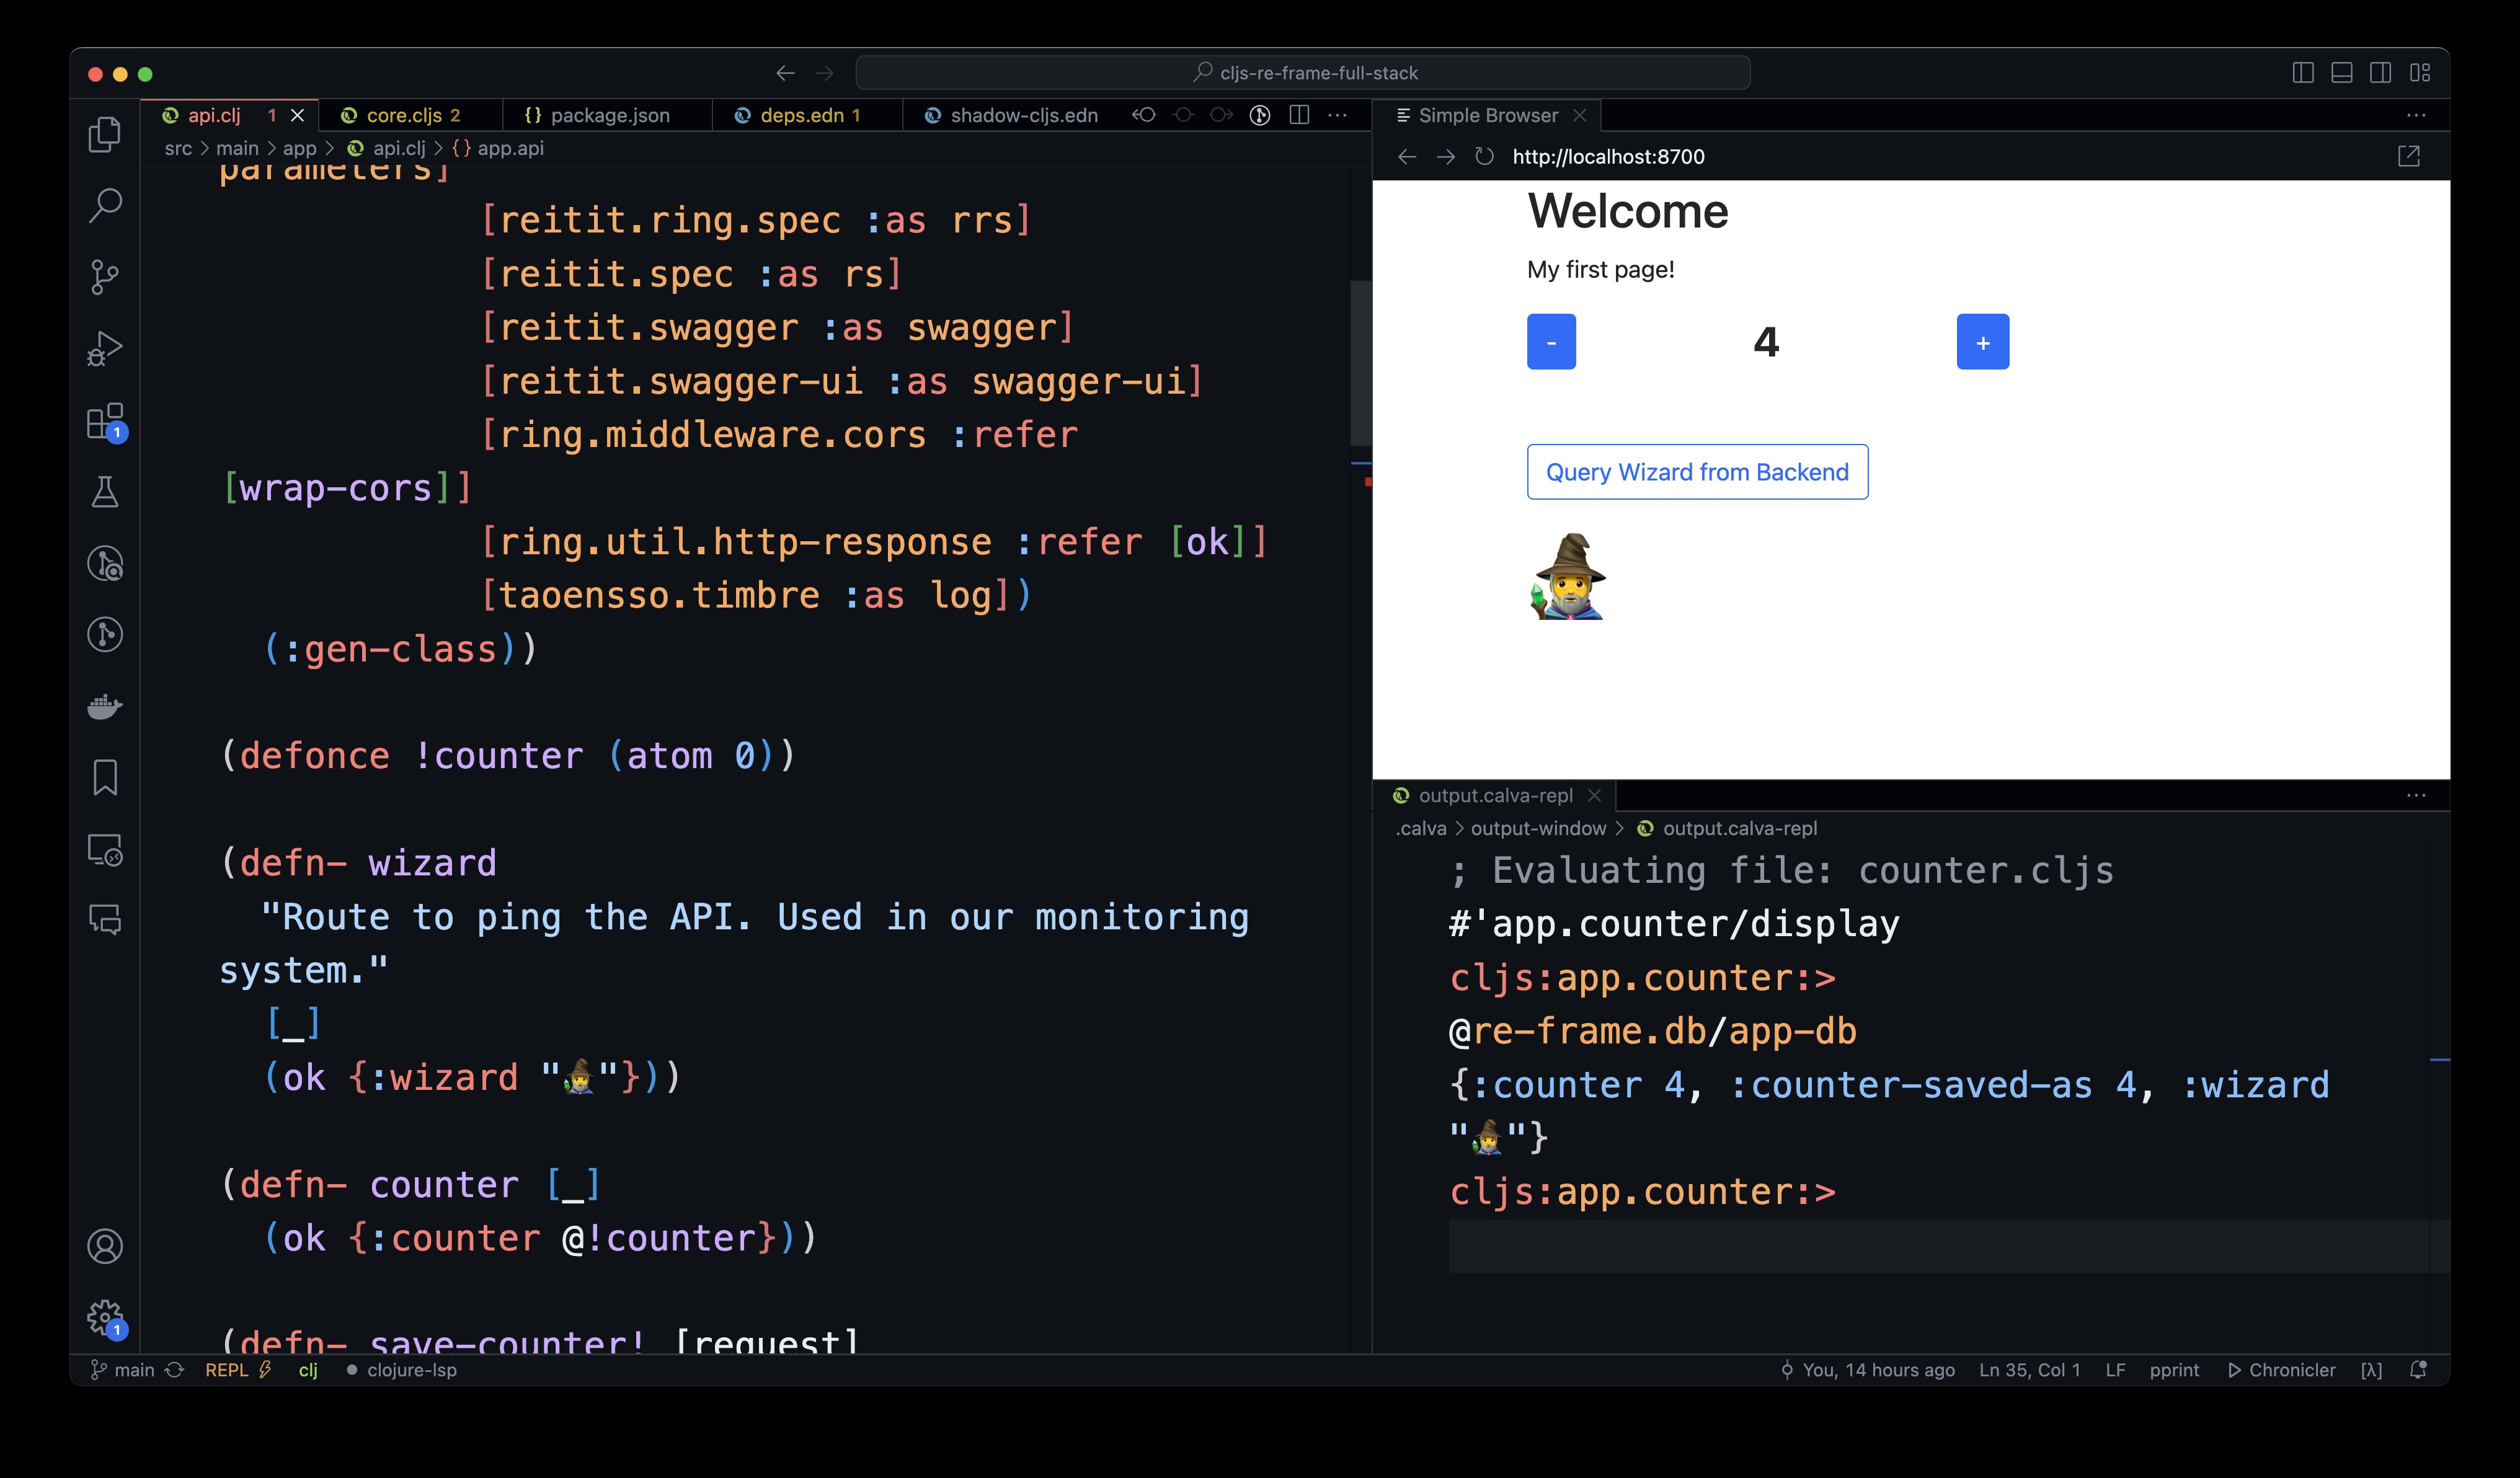 cljs-re-frame-full-stack
api.clj 1
core.cljs 2
{} package.json
deps.edn 1
shadow-cljs.edn
src > main > app > api.clj > {} app.api
parameters]
[reitit.ring.spec :as rrs]
[reitit.spec :as rs]
[reitit.swagger :as swagger]
[reitit.swagger-ui :as swagger-ui]
[ring.middleware.cors :refer
[wrap-cors]]
[ring.util.http-response :refer [ok]]
[taoensso.timbre :as log])
(:gen-class))
(defonce !counter (atom 0))
(defn- wizard
"Route to ping the API. Used in our monitoring
system."
[_]
(ok {:wizard "🧙‍♂️"}))
(defn- counter [_]
(ok {:counter @!counter}))
(defn- save-counter! [request]
Simple Browser
http://localhost:8700
Welcome
My first page!
-
4
+
Query Wizard from Backend
output.calva-repl
.calva > output-window > output.calva-repl
; Evaluating file: counter.cljs
#'app.counter/display
cljs:app.counter:>
@re-frame.db/app-db
{:counter 4, :counter-saved-as 4, :wizard
"🧙‍♂️"}
cljs:app.counter:>
1
1
main
REPL
clj
clojure-lsp
You, 14 hours ago
Ln 35, Col 1
LF
pprint
Chronicler
[λ]